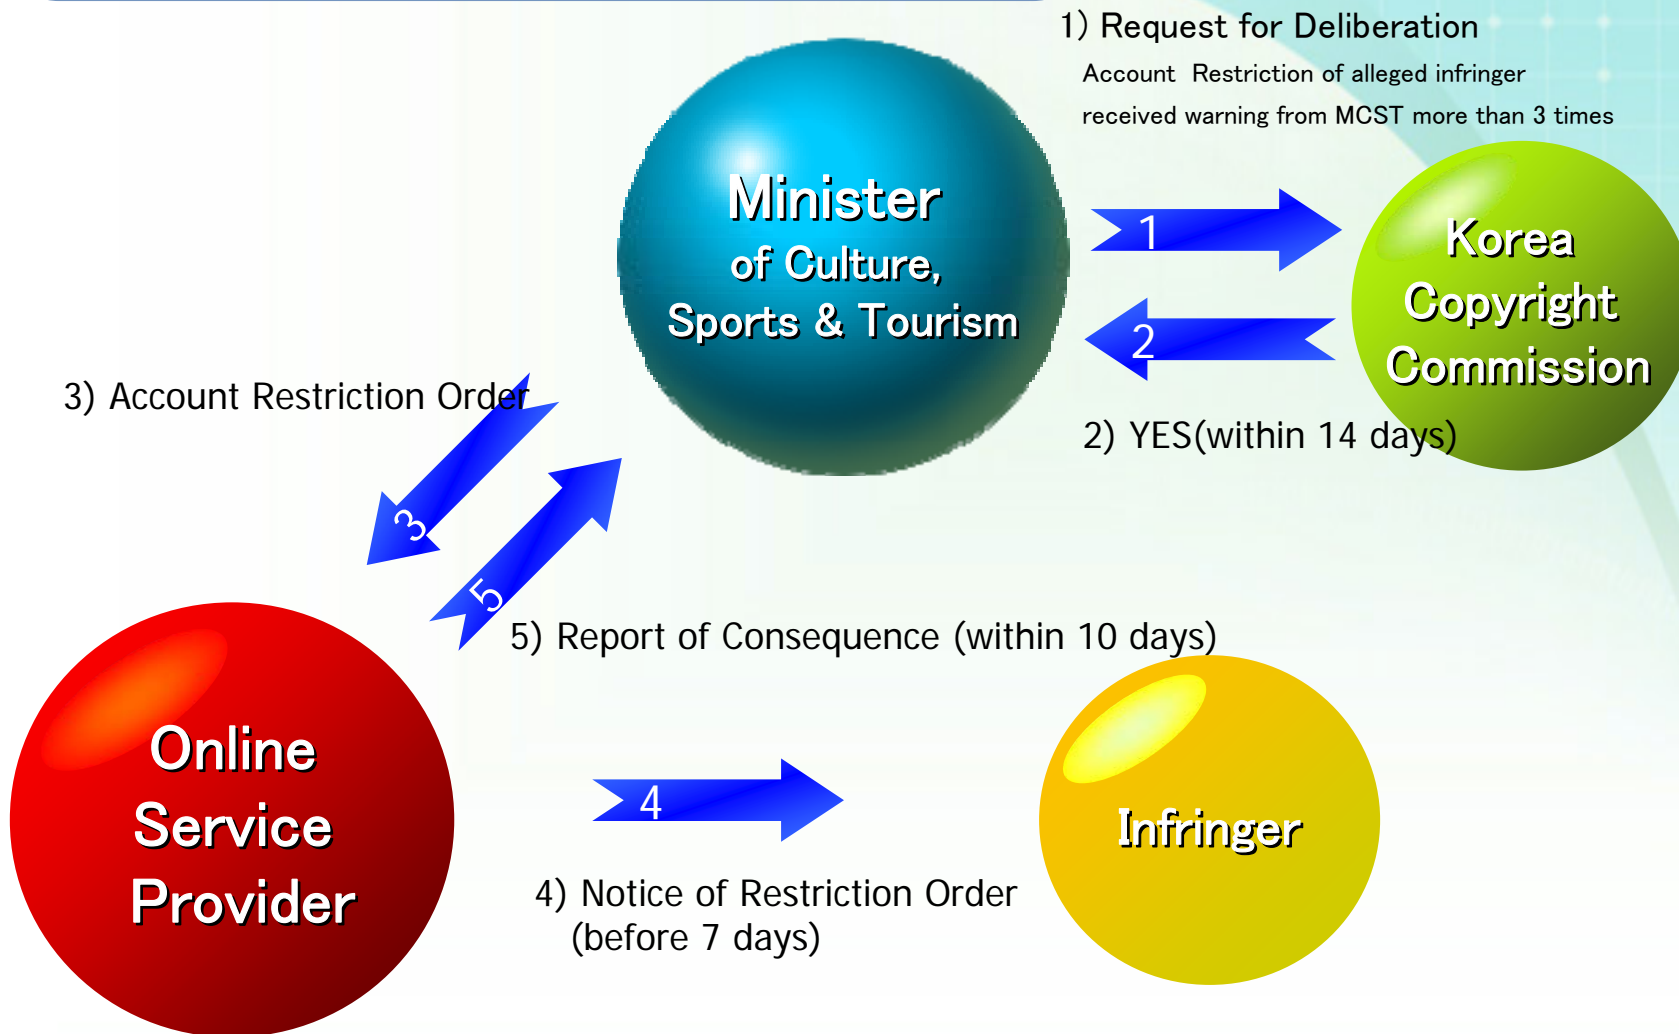 1) Request for Deliberation
Account Restriction of alleged infringer
received warning from MCST more than 3 times
Minister
of Culture,
Sports & Tourism
1
Korea
Copyright
Commission
2
2) YES(within 14 days)
3) Account Restriction Order
3
5
5) Report of Consequence (within 10 days)
Online
Service
Provider
4
Infringer
4) Notice of Restriction Order
(before 7 days)